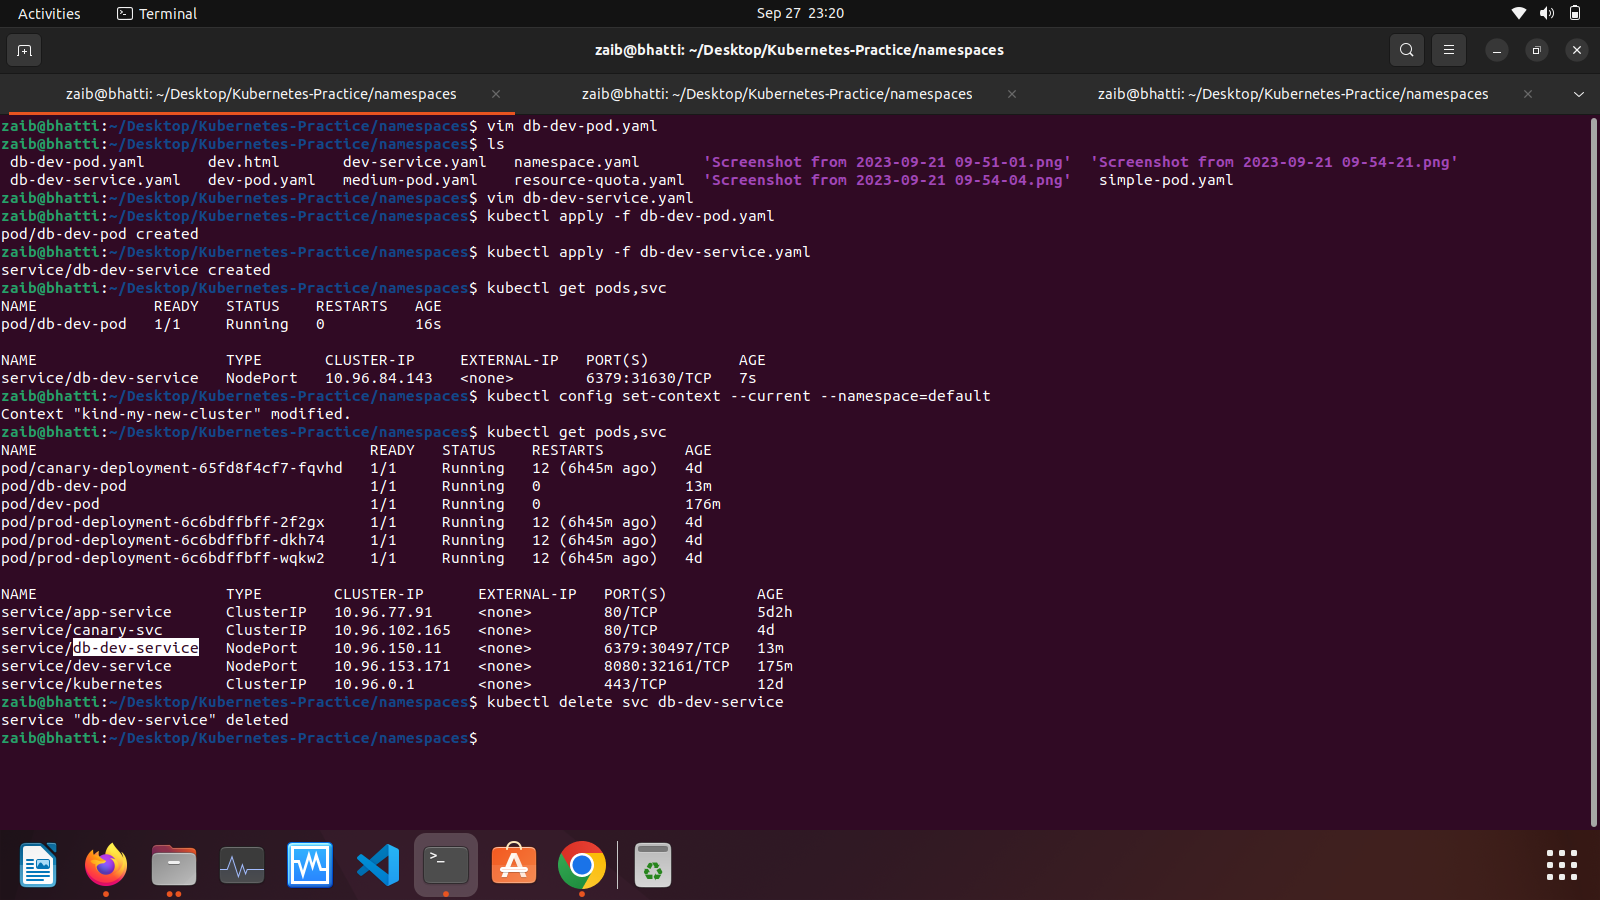 Activities Terminal Sep 27 23:20
zaib@bhatti: ~/Desktop/Kubernetes-Practice/namespaces
zaib@bhatti: ~/Desktop/Kubernetes-Practice/namespaces zaib@bhatti: ~/Desktop/Kubernetes-Practice/namespaces zaib@bhatti: ~/Desktop/Kubernetes-Practice/namespaces
zaib@bhatti:~/Desktop/Kubernetes-Practice/namespaces$ vim db-dev-pod.yaml
zaib@bhatti:~/Desktop/Kubernetes-Practice/namespaces$ ls
db-dev-pod.yaml dev.html dev-service.yaml namespace.yaml 'Screenshot from 2023-09-21 09-51-01.png' 'Screenshot from 2023-09-21 09-54-21.png'
db-dev-service.yaml dev-pod.yaml medium-pod.yaml resource-quota.yaml 'Screenshot from 2023-09-21 09-54-04.png' simple-pod.yaml
zaib@bhatti:~/Desktop/Kubernetes-Practice/namespaces$ vim db-dev-service.yaml
zaib@bhatti:~/Desktop/Kubernetes-Practice/namespaces$ kubectl apply -f db-dev-pod.yaml
pod/db-dev-pod created
zaib@bhatti:~/Desktop/Kubernetes-Practice/namespaces$ kubectl apply -f db-dev-service.yaml
service/db-dev-service created
zaib@bhatti:~/Desktop/Kubernetes-Practice/namespaces$ kubectl get pods,svc
NAME READY STATUS RESTARTS AGE
pod/db-dev-pod 1/1 Running 0 16s
NAME TYPE CLUSTER-IP EXTERNAL-IP PORT(S) AGE
service/db-dev-service NodePort 10.96.84.143 <none> 6379:31630/TCP 7s
zaib@bhatti:~/Desktop/Kubernetes-Practice/namespaces$ kubectl config set-context --current --namespace=default
Context "kind-my-new-cluster" modified.
zaib@bhatti:~/Desktop/Kubernetes-Practice/namespaces$ kubectl get pods,svc
NAME READY STATUS RESTARTS AGE
pod/canary-deployment-65fd8f4cf7-fqvhd 1/1 Running 12 (6h45m ago) 4d
pod/db-dev-pod 1/1 Running 0 13m
pod/dev-pod 1/1 Running 0 176m
pod/prod-deployment-6c6bdffbff-2f2gx 1/1 Running 12 (6h45m ago) 4d
pod/prod-deployment-6c6bdffbff-dkh74 1/1 Running 12 (6h45m ago) 4d
pod/prod-deployment-6c6bdffbff-wqkw2 1/1 Running 12 (6h45m ago) 4d
NAME TYPE CLUSTER-IP EXTERNAL-IP PORT(S) AGE
service/app-service ClusterIP 10.96.77.91 <none> 80/TCP 5d2h
service/canary-svc ClusterIP 10.96.102.165 <none> 80/TCP 4d
service/db-dev-service NodePort 10.96.150.11 <none> 6379:30497/TCP 13m
service/dev-service NodePort 10.96.153.171 <none> 8080:32161/TCP 175m
service/kubernetes ClusterIP 10.96.0.1 <none> 443/TCP 12d
zaib@bhatti:~/Desktop/Kubernetes-Practice/namespaces$ kubectl delete svc db-dev-service
service "db-dev-service" deleted
zaib@bhatti:~/Desktop/Kubernetes-Practice/namespaces$